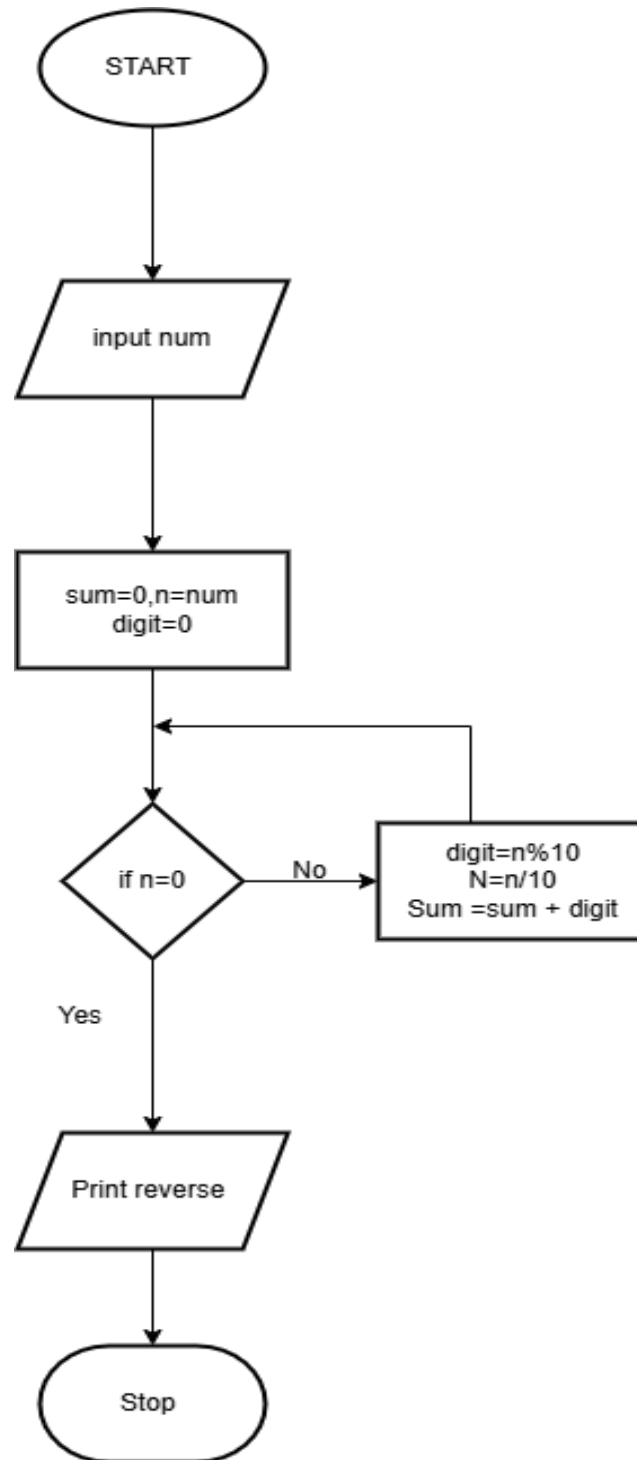 START
input num
sum=0,n=num
digit=0
if n=0
No
digit=n%10
N=n/10
Sum =sum + digit
Yes
Print reverse
Stop